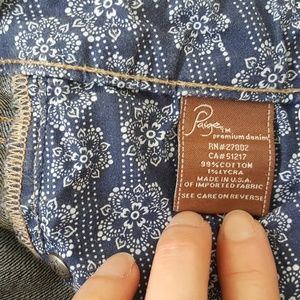 Paige™
premium denim
RN#27002
CA#51217
99%COTTON
1%LYCRA
MADE IN U.S.A.
OF IMPORTED FABRIC
SEE CARE ON REVERSE